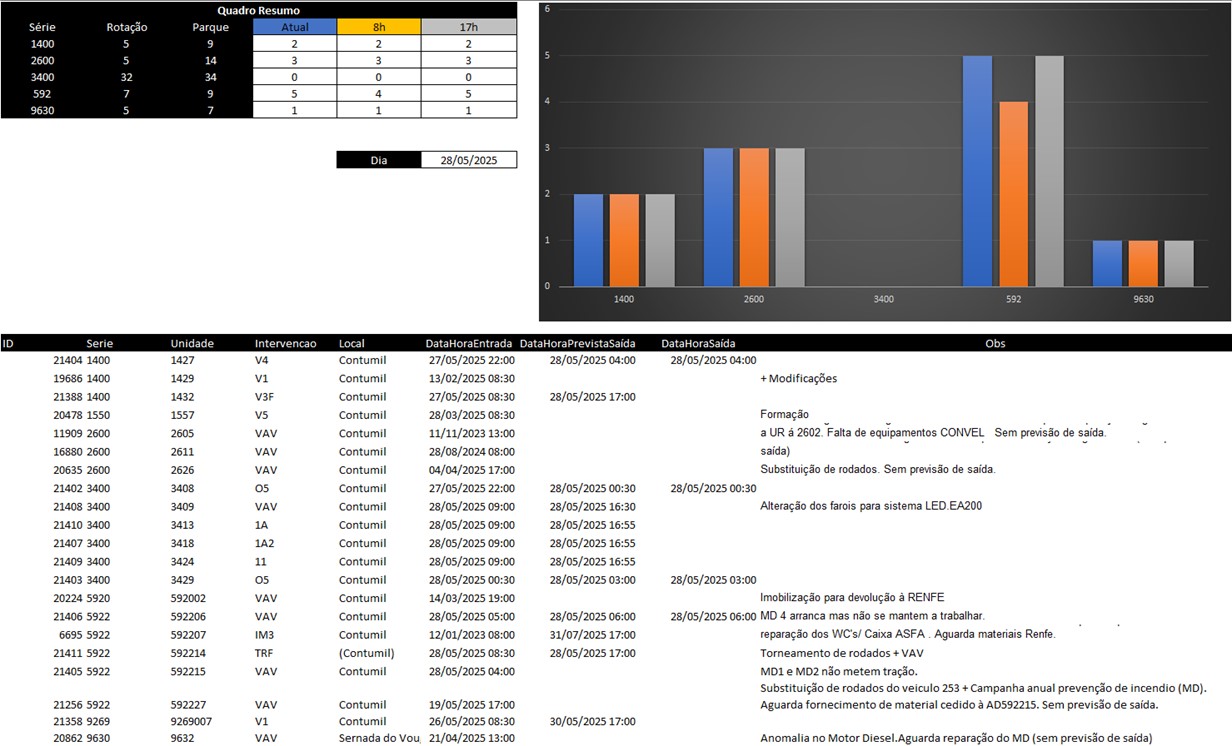 Quadro Resumo
Série Rotação Parque Atual 8h 17h
1400 5 9 2 2 2
2600 5 14 3 3 3
3400 32 34 0 0 0
592 7 9 5 4 5
9630 5 7 1 1 1
Dia 28/05/2025
6
5
4
3
2
1
0
1400 2600 3400 592 9630
ID Serie Unidade Intervencao Local DataHoraEntrada DataHoraPrevistaSaída DataHoraSaída Obs
21404 1400 1427 V4 Contumil 27/05/2025 22:00 28/05/2025 04:00 28/05/2025 04:00
19686 1400 1429 V1 Contumil 13/02/2025 08:30 + Modificações
21388 1400 1432 V3F Contumil 27/05/2025 08:30 28/05/2025 17:00
20478 1550 1557 V5 Contumil 28/03/2025 08:30 Formação
11909 2600 2605 VAV Contumil 11/11/2023 13:00 a UR á 2602. Falta de equipamentos CONVEL Sem previsão de saída.
16880 2600 2611 VAV Contumil 28/08/2024 08:00 saída)
20635 2600 2626 VAV Contumil 04/04/2025 17:00 Substituição de rodados. Sem previsão de saída.
21402 3400 3408 O5 Contumil 27/05/2025 22:00 28/05/2025 00:30 28/05/2025 00:30
21408 3400 3409 VAV Contumil 28/05/2025 09:00 28/05/2025 16:30 Alteração dos farois para sistema LED.EA200
21410 3400 3413 1A Contumil 28/05/2025 09:00 28/05/2025 16:55
21407 3400 3418 1A2 Contumil 28/05/2025 09:00 28/05/2025 16:55
21409 3400 3424 11 Contumil 28/05/2025 09:00 28/05/2025 16:55
21403 3400 3429 O5 Contumil 28/05/2025 00:30 28/05/2025 03:00 28/05/2025 03:00
20224 5920 592002 VAV Contumil 14/03/2025 19:00 Imobilização para devolução à RENFE
21406 5922 592206 VAV Contumil 28/05/2025 05:00 28/05/2025 06:00 28/05/2025 06:00 MD 4 arranca mas não se mantem a trabalhar.
6695 5922 592207 IM3 Contumil 12/01/2023 08:00 31/07/2025 17:00 reparação dos WC's/ Caixa ASFA . Aguarda materiais Renfe.
21411 5922 592214 TRF (Contumil) 28/05/2025 08:30 28/05/2025 17:00 Torneamento de rodados + VAV
21405 5922 592215 VAV Contumil 28/05/2025 04:00 MD1 e MD2 não metem tração.
Substituição de rodados do veiculo 253 + Campanha anual prevenção de incendio (MD).
21256 5922 592227 VAV Contumil 19/05/2025 17:00 Aguarda fornecimento de material cedido à AD592215. Sem previsão de saída.
21358 9269 9269007 V1 Contumil 26/05/2025 08:30 30/05/2025 17:00
20862 9630 9632 VAV Sernada do Vou 21/04/2025 13:00 Anomalia no Motor Diesel.Aguarda reparação do MD (sem previsão de saída)